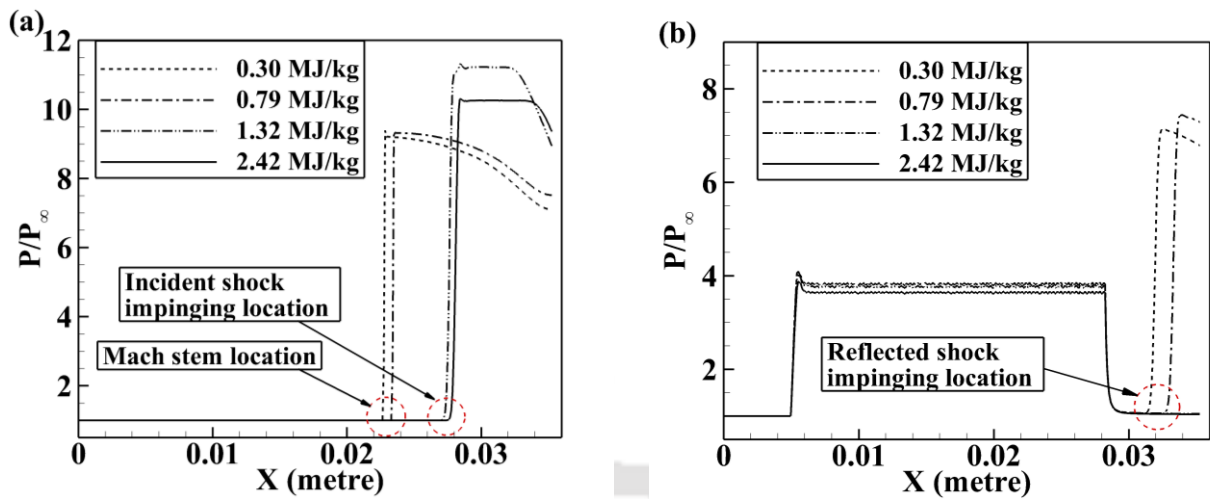 (a)
12
10
8
6
4
2
P/P∞
0.30 MJ/kg
0.79 MJ/kg
1.32 MJ/kg
2.42 MJ/kg
Incident shock
impinging location
Mach stem location
0 0.01 0.02 0.03
X (metre)
(b)
8
6
4
2
P/P∞
0.30 MJ/kg
0.79 MJ/kg
1.32 MJ/kg
2.42 MJ/kg
Reflected shock
impinging location
0 0.01 0.02 0.03
X (metre)